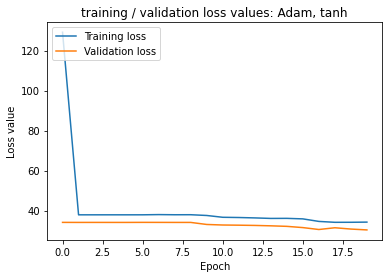 training / validation loss values: Adam, tanh
Training loss
Validation loss
Loss value
120
100
80
60
40
0.0 2.5 5.0 7.5 10.0 12.5 15.0 17.5
Epoch